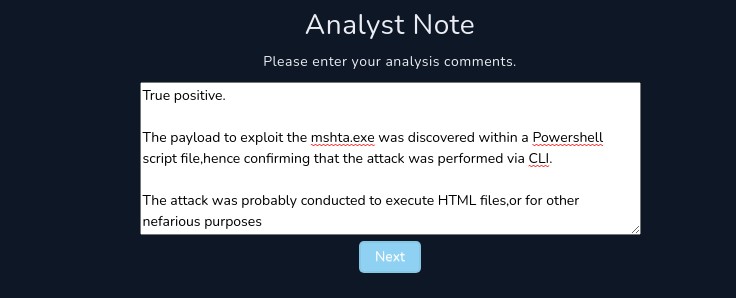 Analyst Note
Please enter your analysis comments.
True positive.
The payload to exploit the mshta.exe was discovered within a Powershell
script file,hence confirming that the attack was performed via CLI.
The attack was probably conducted to execute HTML files,or for other
nefarious purposes
Next